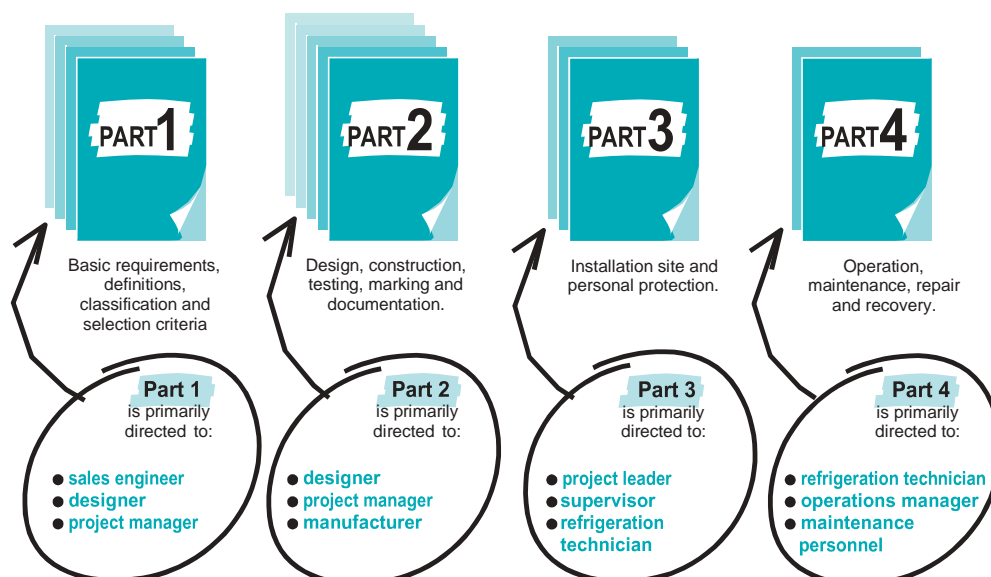 PART1
Basic requirements,
definitions,
classification and
selection criteria
Part 1
is primarily
directed to:
● sales engineer
● designer
● project manager
PART2
Design, construction,
testing, marking and
documentation.
Part 2
is primarily
directed to:
● designer
● project manager
● manufacturer
PART3
Installation site and
personal protection.
Part 3
is primarily
directed to:
● project leader
● supervisor
● refrigeration
technician
PART4
Operation,
maintenance, repair
and recovery.
Part 4
is primarily
directed to:
● refrigeration technician
● operations manager
● maintenance
personnel